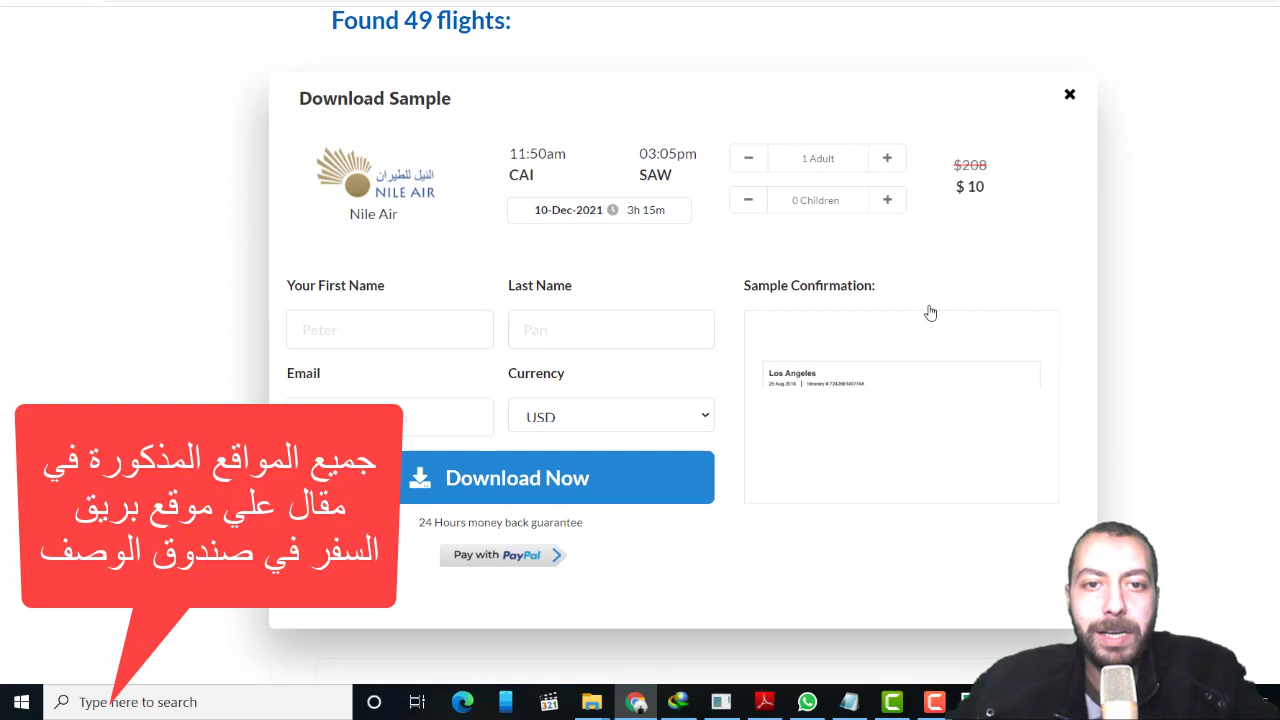 Found 49 flights:
Download Sample
النيل للطيران
NILE AIR
Nile Air
11:50am
CAI
03:05pm
SAW
10-Dec-2021 3h 15m
1 Adult
0 Children
$208
$ 10
Your First Name
Last Name
Peter
Pan
Email
Currency
USD
Download Now
24 Hours money back guarantee
Pay with PayPal
Sample Confirmation:
Los Angeles
جميع المواقع المذكورة في
مقال علي موقع بريق
السفر في صندوق الوصف
Type here to search
321